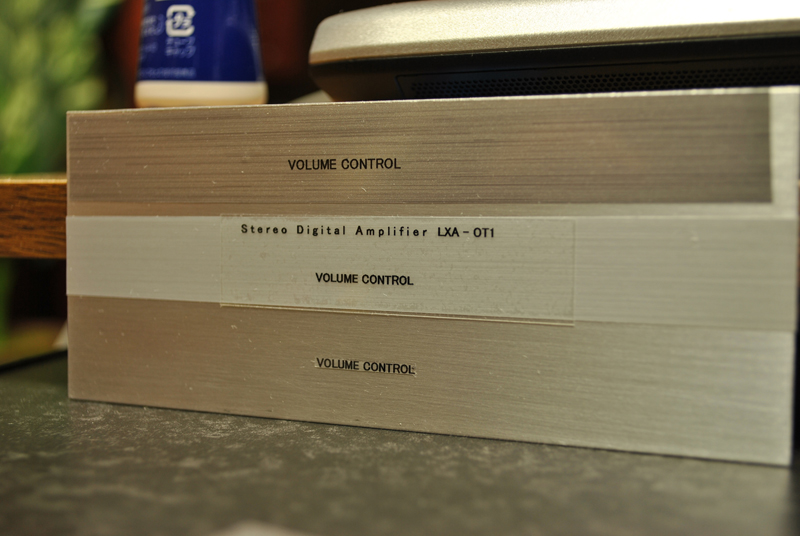 VOLUME CONTROL
Stereo Digital Amplifier LXA-OT1
VOLUME CONTROL
VOLUME CONTROL